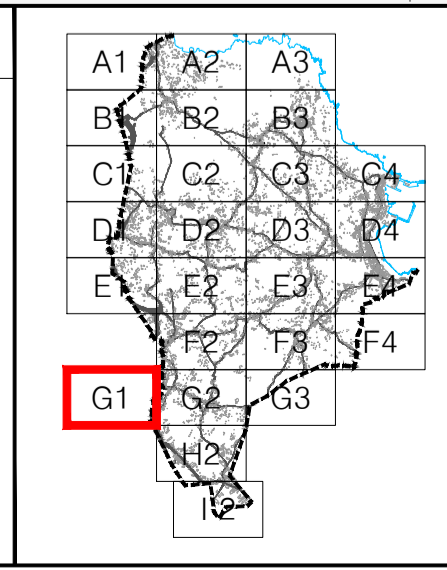 A1 A2 A3
B1 B2 B3
C1 C2 C3 C4
D1 D2 D3 D4
E1 E2 E3 E4
F2 F3 F4
G1 G2 G3
H2
I 2